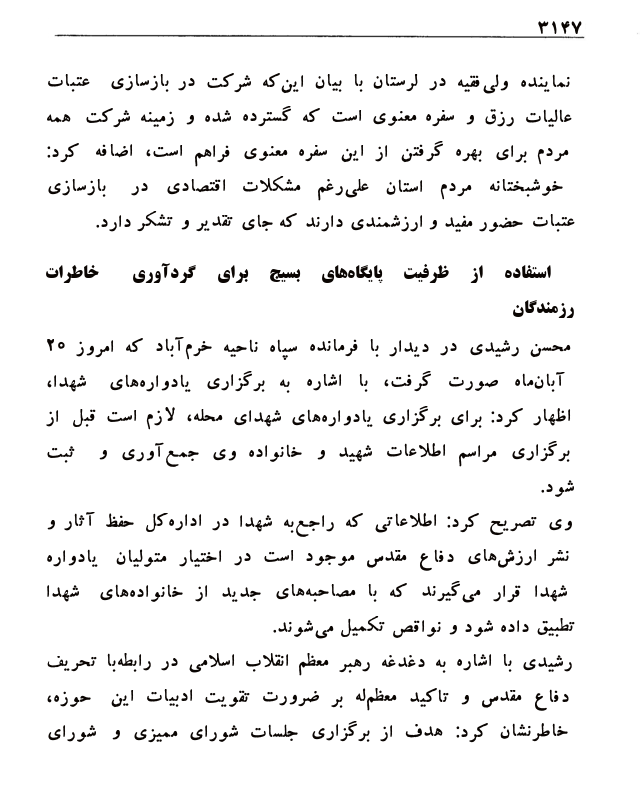 ۳۱۴۷
نماینده ولی‌فقیه در لرستان با بیان این‌که شرکت در بازسازی عتبات
عالیات رزق و سفره معنوی است که گسترده شده و زمینه شرکت همه
مردم برای بهره گرفتن از این سفره معنوی فراهم است، اضافه کرد:
خوشبختانه مردم استان علی‌رغم مشکلات اقتصادی در بازسازی
عتبات حضور مفید و ارزشمندی دارند که جای تقدیر و تشکر دارد.
استفاده از ظرفیت پایگاه‌های بسیج برای گردآوری خاطرات
رزمندگان
محسن رشیدی در دیدار با فرمانده سپاه ناحیه خرم‌آباد که امروز ۲۵
آبان‌ماه صورت گرفت، با اشاره به برگزاری یادواره‌های شهدا،
اظهار کرد: برای برگزاری یادواره‌های شهدای محله، لازم است قبل از
برگزاری مراسم اطلاعات شهید و خانواده وی جمع‌آوری و ثبت
شود.
وی تصریح کرد: اطلاعاتی که راجع‌به شهدا در اداره‌کل حفظ آثار و
نشر ارزش‌های دفاع مقدس موجود است در اختیار متولیان یادواره
شهدا قرار می‌گیرند که با مصاحبه‌های جدید از خانواده‌های شهدا
تطبیق داده شود و نواقص تکمیل می‌شوند.
رشیدی با اشاره به دغدغه رهبر معظم انقلاب اسلامی در رابطه‌با تحریف
دفاع مقدس و تاکید معظم‌له بر ضرورت تقویت ادبیات این حوزه،
خاطرنشان کرد: هدف از برگزاری جلسات شورای ممیزی و شورای